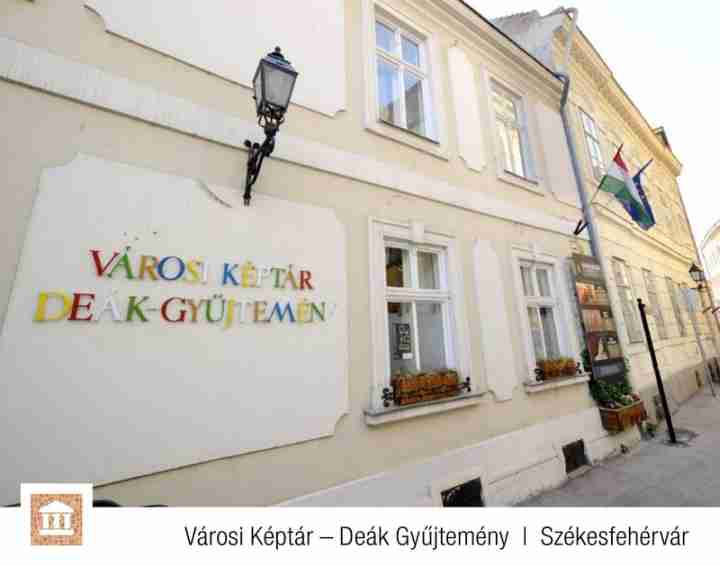 VÁROSI KÉPTÁR
DEÁK-GYŰJTEMÉNY
Városi Képtár – Deák Gyűjtemény | Székesfehérvár